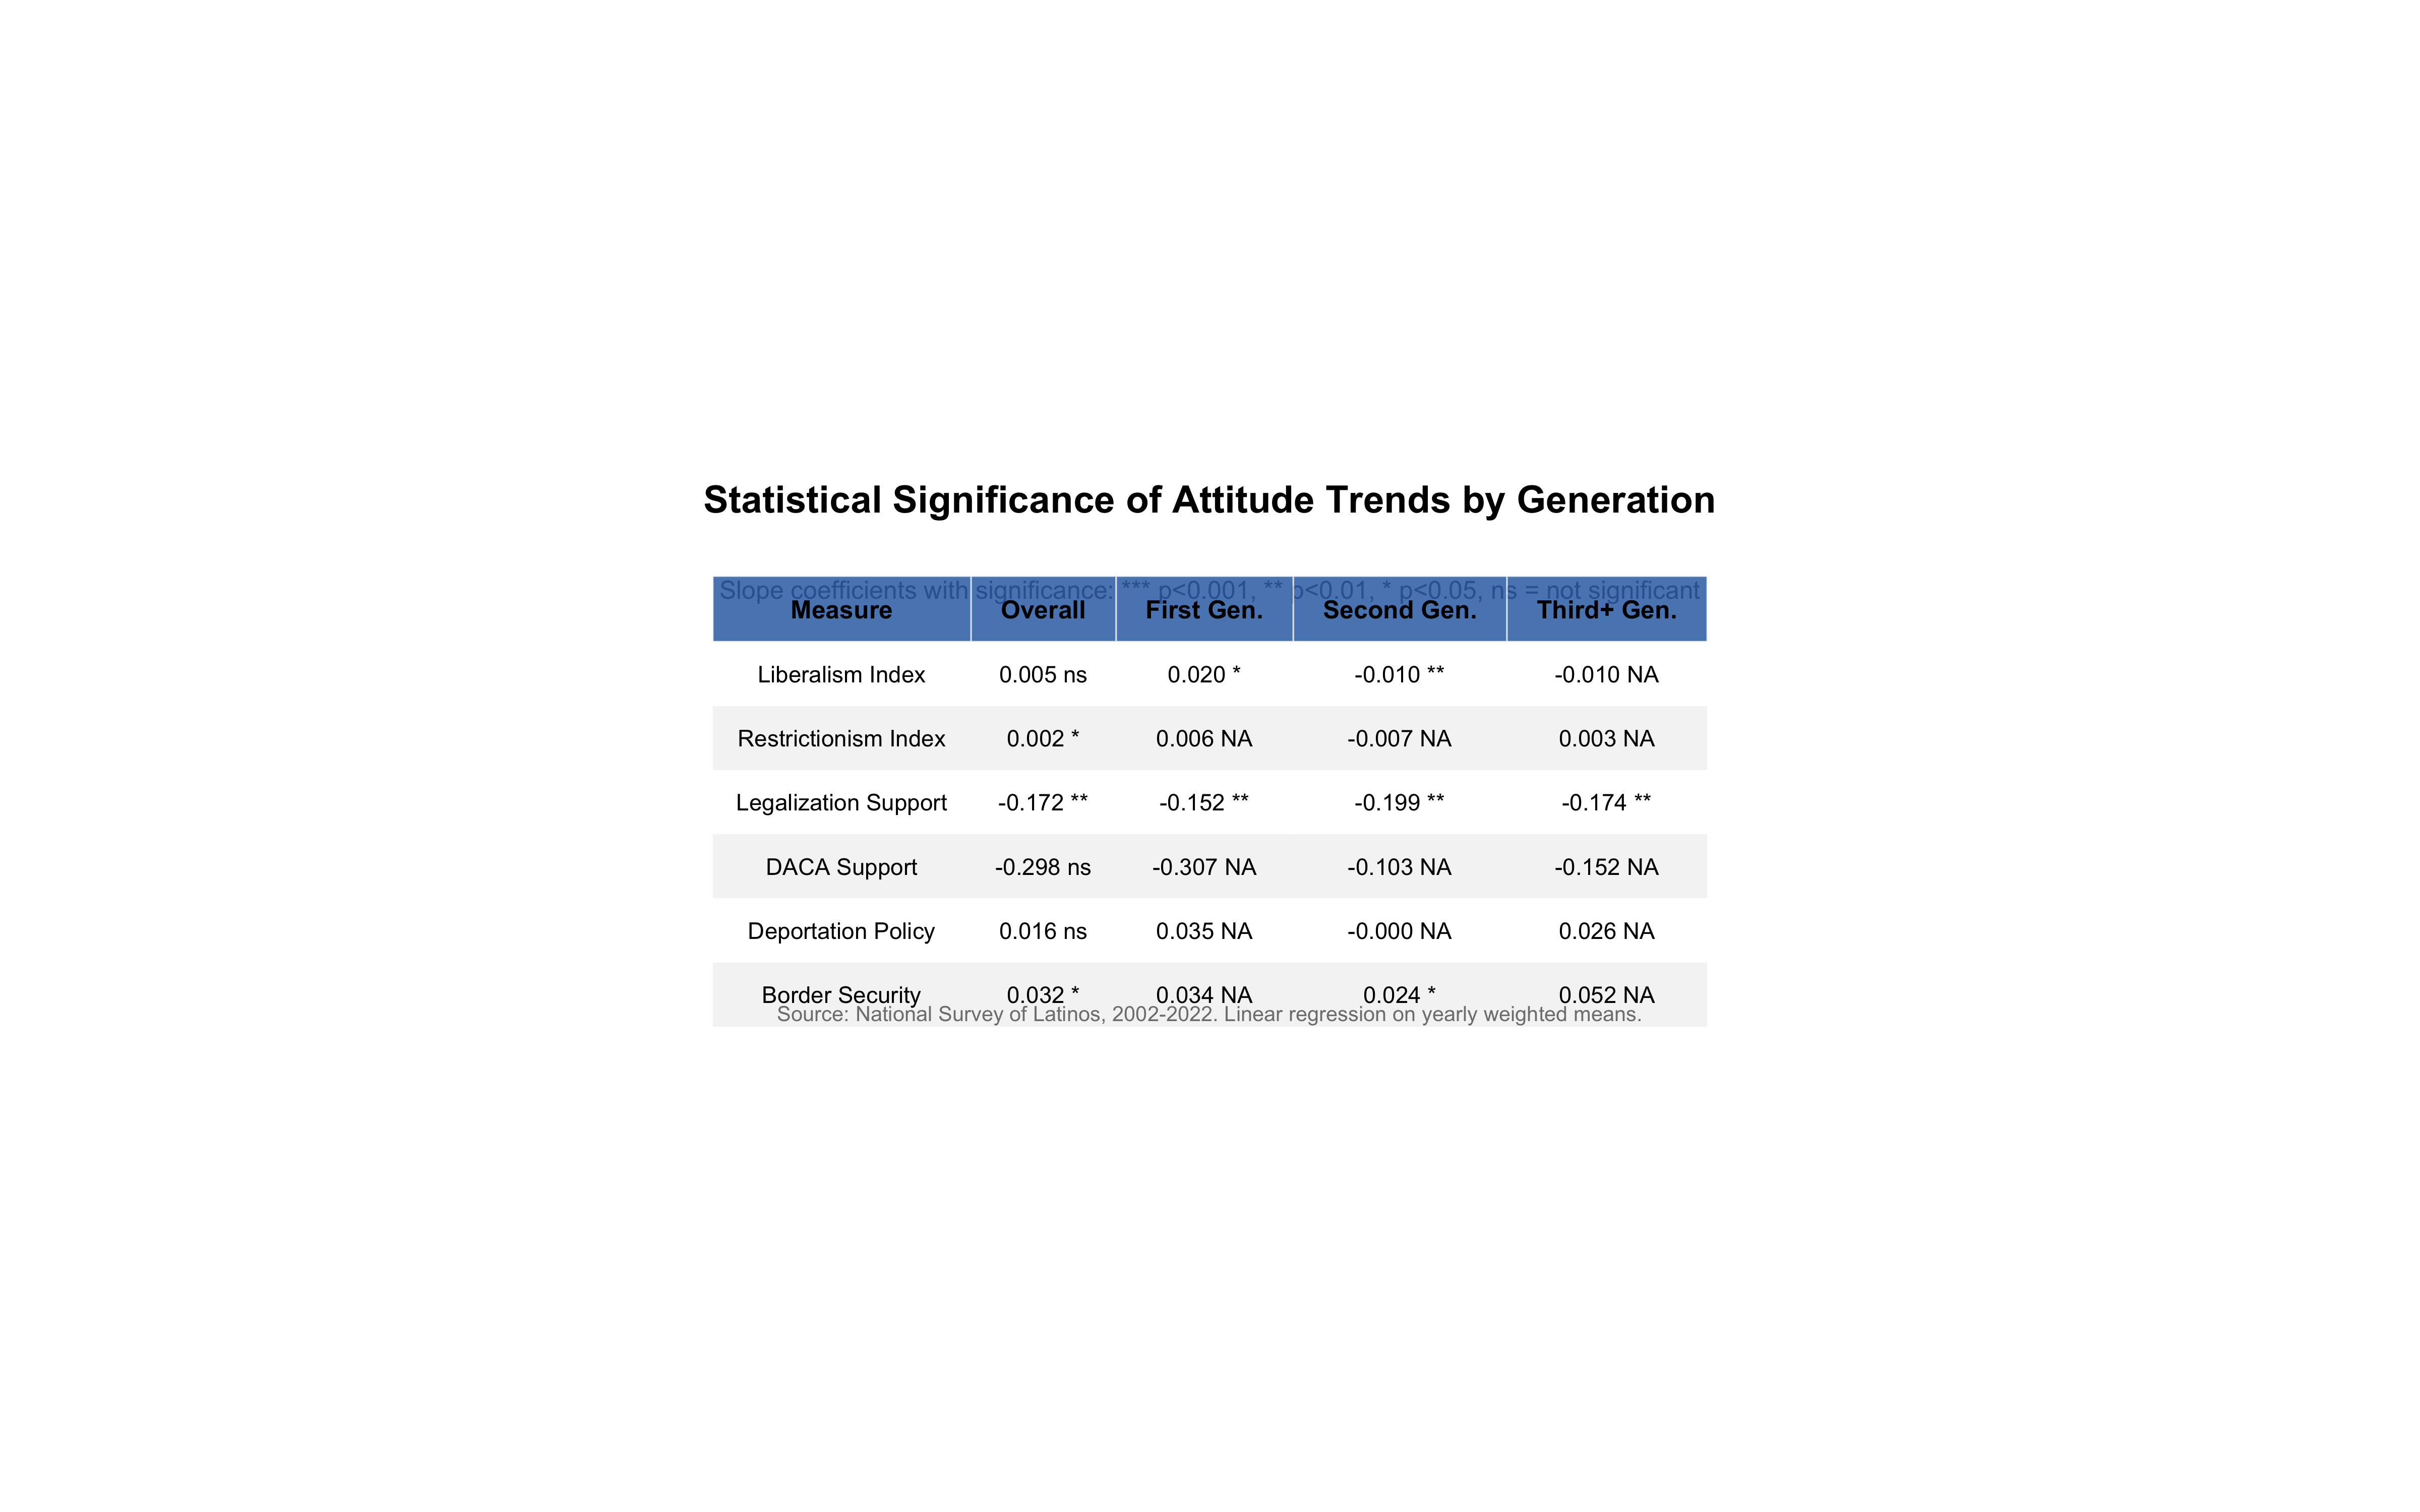 Statistical Significance of Attitude Trends by Generation
Slope coefficients with significance: *** p<0.001, ** p<0.01, * p<0.05, ns = not significant
Measure Overall First Gen. Second Gen. Third+ Gen.
Liberalism Index 0.005 ns 0.020 * -0.010 ** -0.010 NA
Restrictionism Index 0.002 * 0.006 NA -0.007 NA 0.003 NA
Legalization Support -0.172 ** -0.152 ** -0.199 ** -0.174 **
DACA Support -0.298 ns -0.307 NA -0.103 NA -0.152 NA
Deportation Policy 0.016 ns 0.035 NA -0.000 NA 0.026 NA
Border Security 0.032 * 0.034 NA 0.024 * 0.052 NA
Source: National Survey of Latinos, 2002-2022. Linear regression on yearly weighted means.